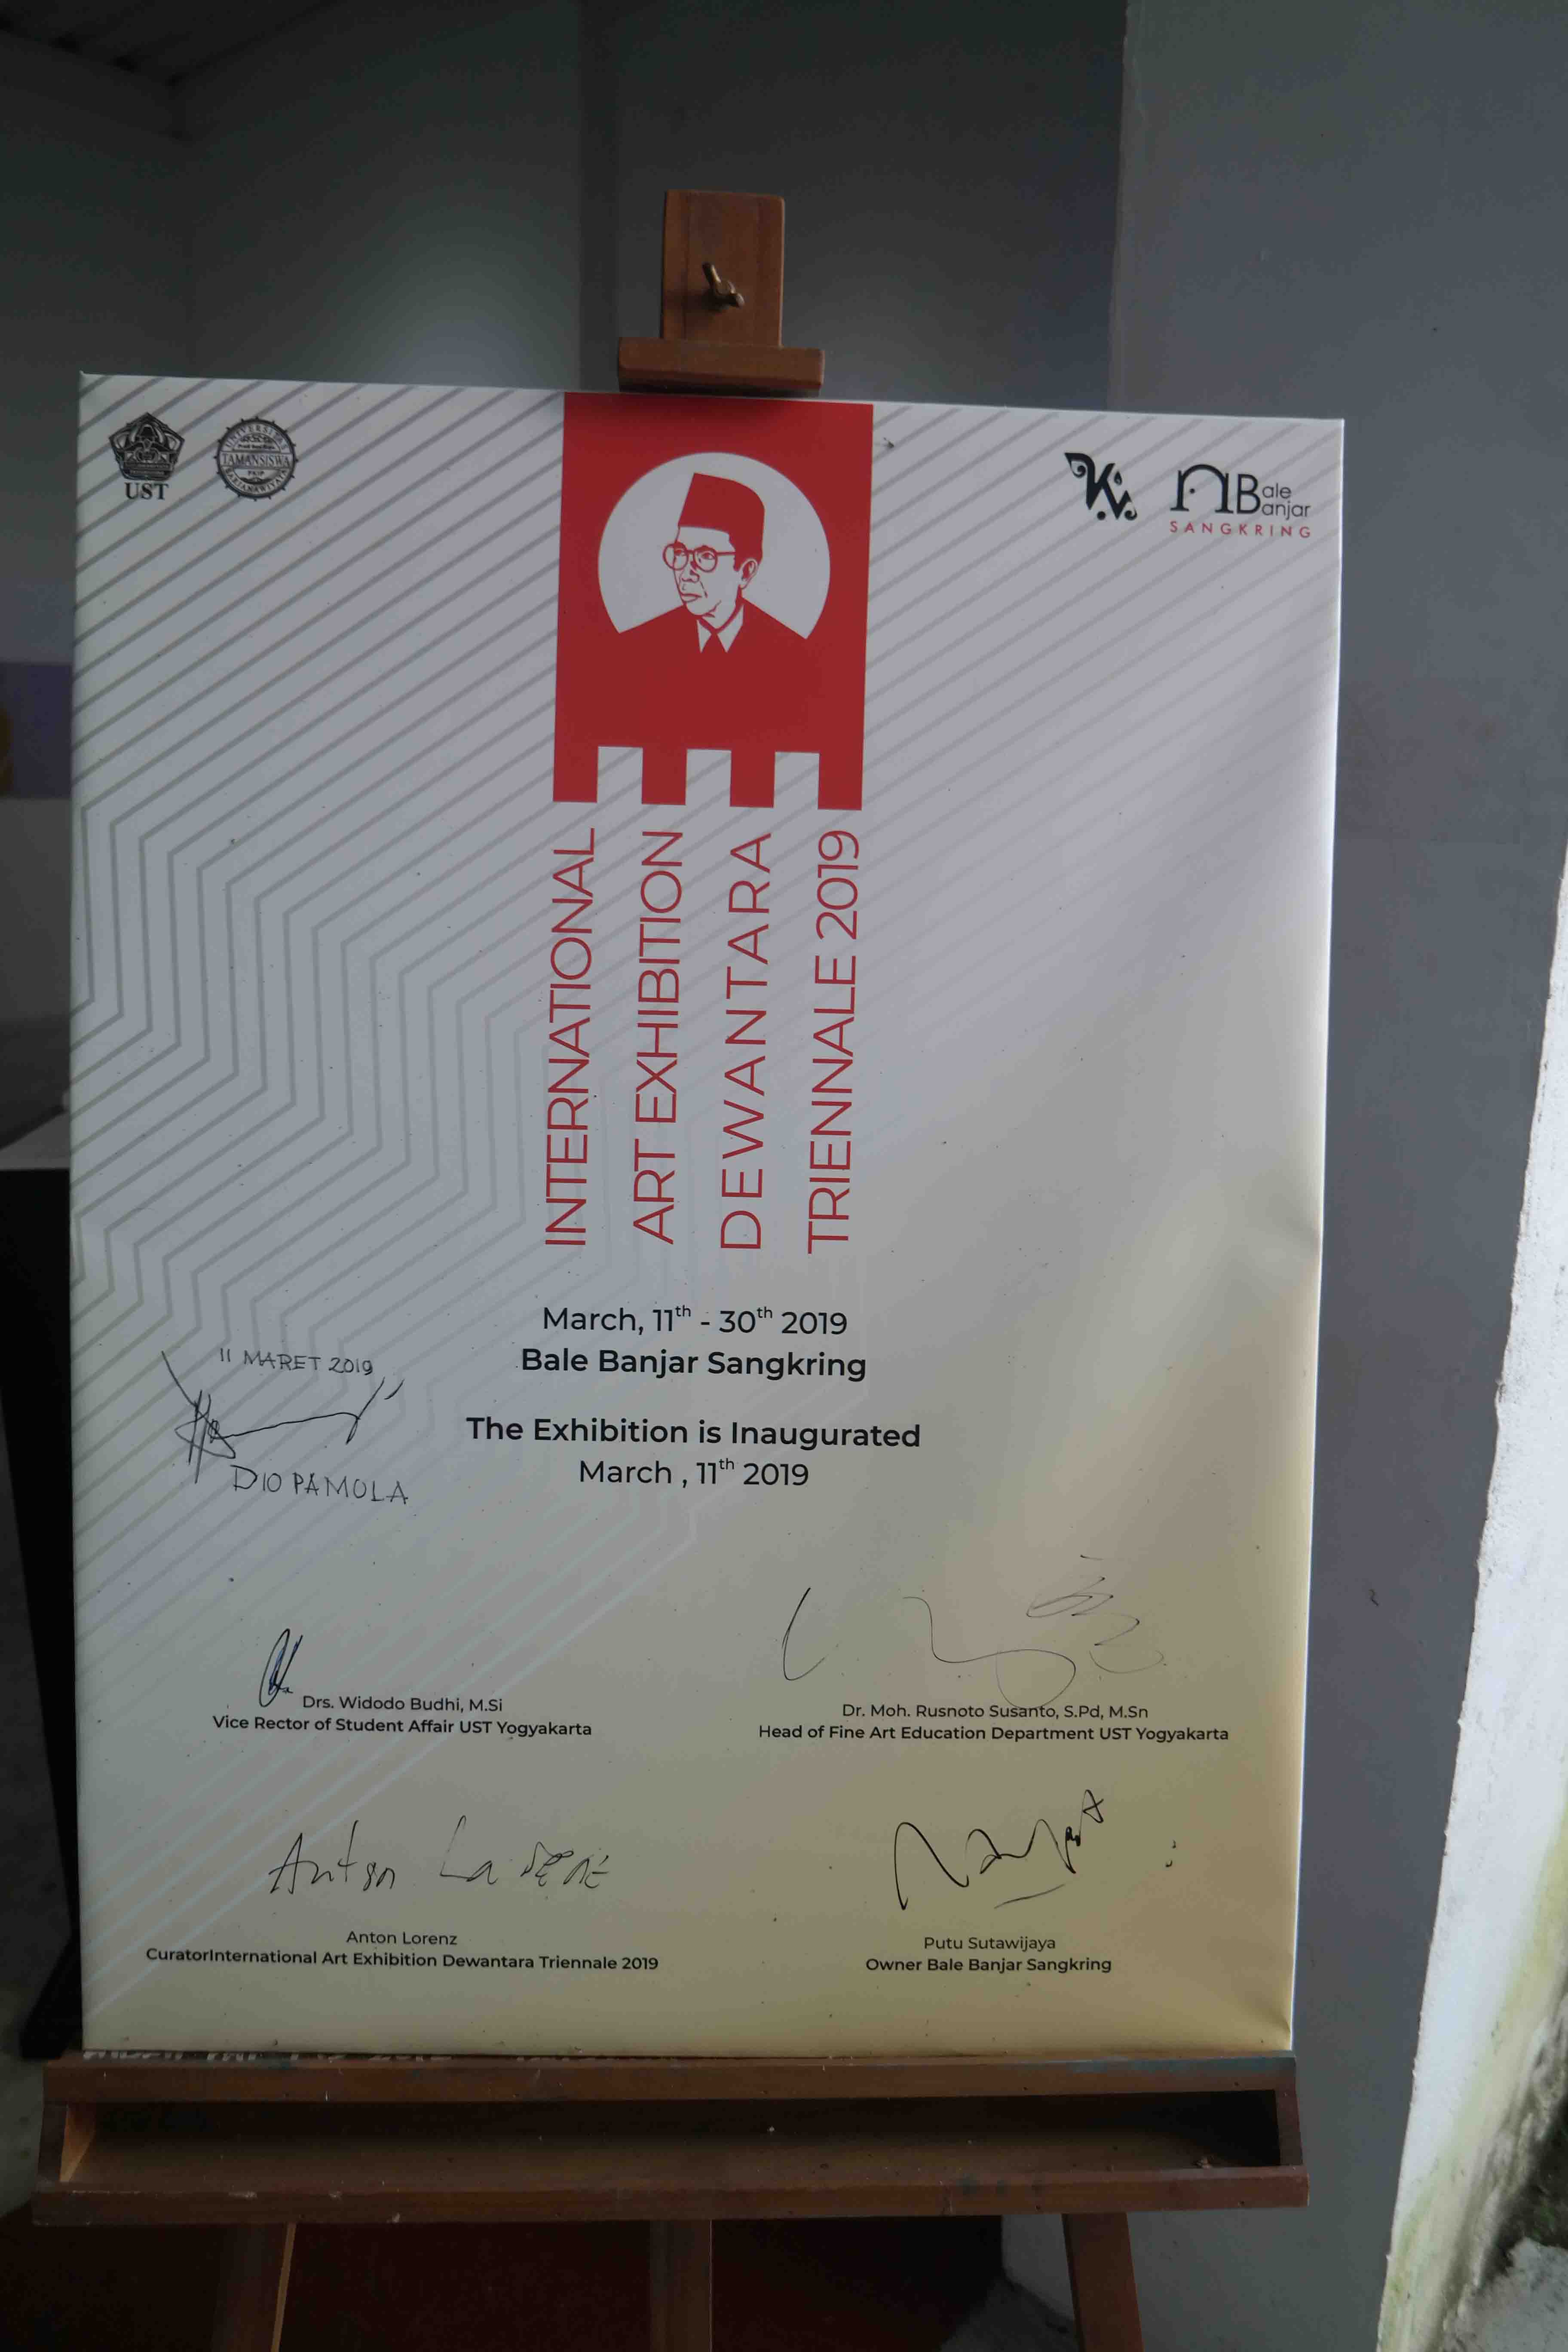 UST
UNIVERSITAS
TAMANSISWA
Bale
Banjar
SANGKRING
INTERNATIONAL
ART EXHIBITION
DEWANTARA
TRIENNALE 2019
March, 11th - 30th 2019
Bale Banjar Sangkring
11 MARET 2019
The Exhibition is Inaugurated
March , 11th 2019
DIO PAMOLA
Drs. Widodo Budhi, M.Si
Vice Rector of Student Affair UST Yogyakarta
Dr. Moh. Rusnoto Susanto, S.Pd, M.Sn
Head of Fine Art Education Department UST Yogyakarta
Anton
Anton Lorenz
CuratorInternational Art Exhibition Dewantara Triennale 2019
Putu Sutawijaya
Owner Bale Banjar Sangkring